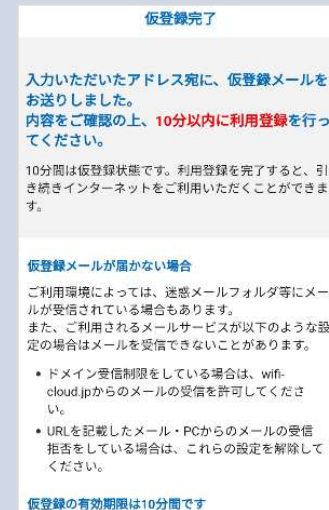 仮登録完了
入力いただいたアドレス宛に、仮登録メールを
お送りしました。
内容をご確認の上、10分以内に利用登録を行っ
てください。
10分間は仮登録状態です。利用登録を完了すると、引
き続きインターネットをご利用いただくことができま
す。
仮登録メールが届かない場合
ご利用環境によっては、迷惑メールフォルダ等にメー
ルが受信されている場合もあります。
また、ご利用されるメールサービスが以下のような設
定の場合はメールを受信できないことがあります。
• ドメイン受信制限をしている場合は、wifi-
cloud.jpからのメールの受信を許可してくださ
い。
• URLを記載したメール・PCからのメールの受信
拒否をしている場合は、これらの設定を解除して
ください。
仮登録の有効期限は10分間です